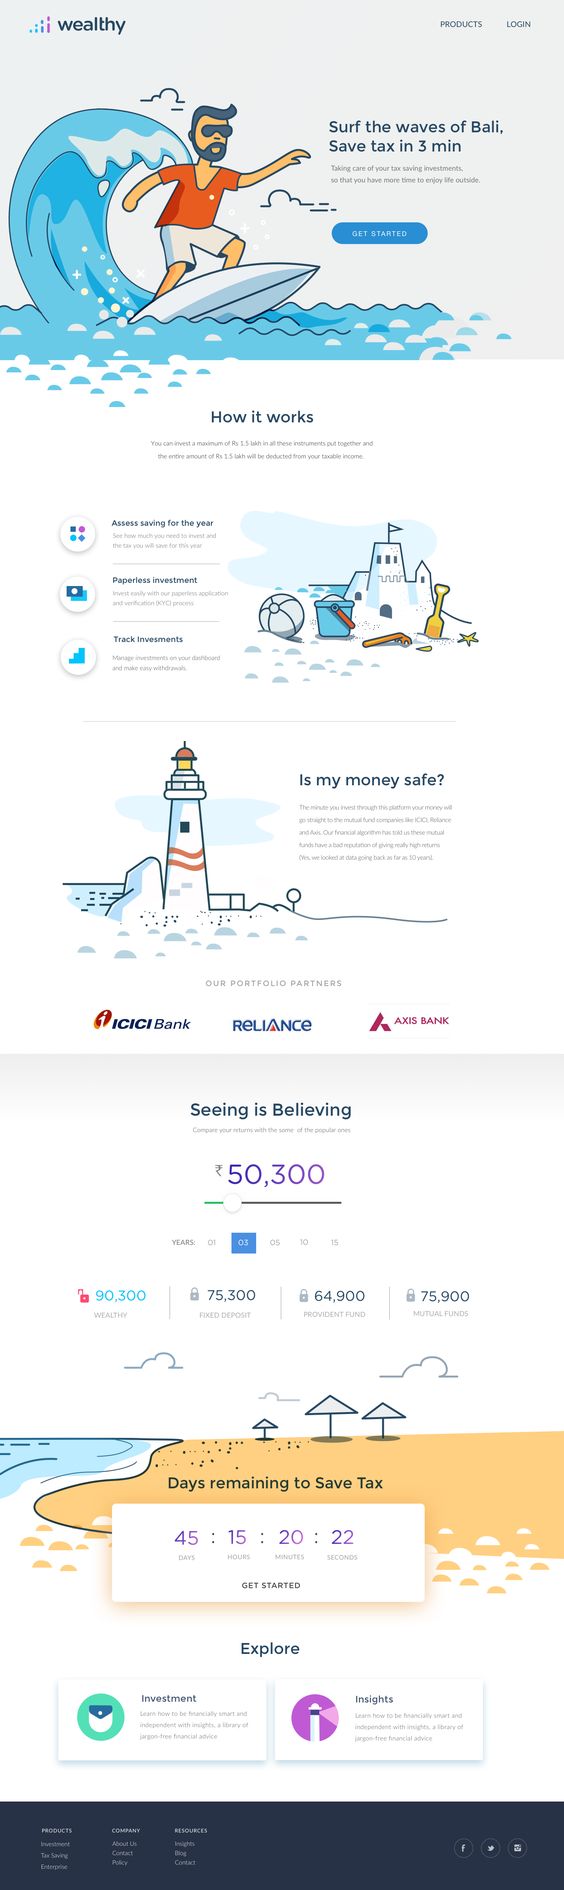 wealthy
PRODUCTS LOGIN
Surf the waves of Bali,
Save tax in 3 min
Taking care of your tax saving investments,
so that you have more time to enjoy life outside.
GET STARTED
How it works
You can invest a maximum of Rs 1.5 lakh in all these instruments put together and
the entire amount of Rs 1.5 lakh will be deducted from your taxable income.
Assess saving for the year
See how much you need to invest and
the tax you will save for this year
Paperless investment
Invest easily with our paperless application
and verification (KYC) process
Track Invesments
Manage investments on your dashboard
and make easy withdrawals.
Is my money safe?
The minute you invest through this platform your money will
go straight to the mutual fund companies like ICICI, Reliance
and Axis. Our financial algorithm has told us these mutual
funds have a bad reputation of giving really high returns
(Yes, we looked at data going back as far as 10 years).
OUR PORTFOLIO PARTNERS
ICICI Bank
RELIANCE
AXIS BANK
Seeing is Believing
Compare your returns with the some of the popular ones
₹ 50,300
YEARS: 01 03 05 10 15
90,300 75,300 64,900 75,900
WEALTHY FIXED DEPOSIT PROVIDENT FUND MUTUAL FUNDS
Days remaining to Save Tax
45 : 15 : 20 : 22
DAYS HOURS MINUTES SECONDS
GET STARTED
Explore
Investment
Learn how to be financially smart and
independent with insights, a library of
jargon-free financial advice
Insights
Learn how to be financially smart and
independent with insights, a library of
jargon-free financial advice
PRODUCTS
Investment
Tax Saving
Enterprise
COMPANY
About Us
Contact
Policy
RESOURCES
Insights
Blog
Contact